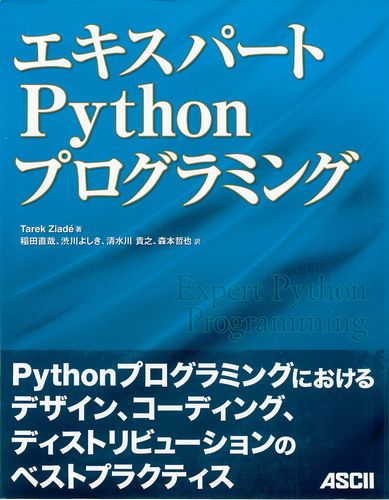 エキスパート
Python
プログラミング
Tarek Ziadé 著
稲田直哉、渋川よしき、清水川 貴之、森本哲也 訳
Expert Python
Programming
Pythonプログラミングにおける
デザイン、コーディング、
ディストリビューションの
ベストプラクティス
ASCII